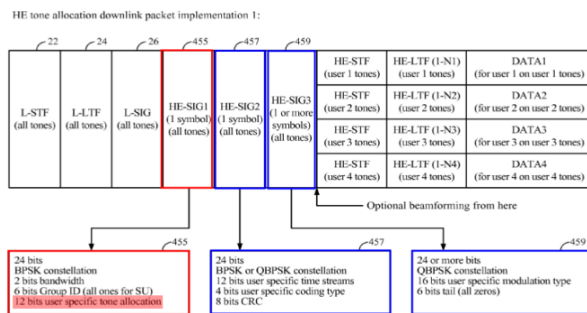 HE tone allocation downlink packet implementation 1:
22
24
26
455
457
459
L-STF
(all tones)
L-LTF
(all tones)
L-SIG
(all tones)
HE-SIG1
(1 symbol)
(all tones)
HE-SIG2
(1 symbol)
(all tones)
HE-SIG3
(1 or more
symbols)
(all tones)
HE-STF
(user 1 tones)
HE-LTF (1-N1)
(user 1 tones)
DATA1
(for user 1 on user 1 tones)
HE-STF
(user 2 tones)
HE-LTF (1-N2)
(user 2 tones)
DATA2
(for user 2 on user 2 tones)
HE-STF
(user 3 tones)
HE-LTF (1-N3)
(user 3 tones)
DATA3
(for user 3 on user 3 tones)
HE-STF
(user 4 tones)
HE-LTF (1-N4)
(user 4 tones)
DATA4
(for user 4 on user 4 tones)
Optional beamforming from here
455
24 bits
BPSK constellation
2 bits bandwidth
6 bits Group ID (all ones for SU)
12 bits user specific tone allocation
457
24 bits
BPSK or QBPSK constellation
12 bits user specific time streams
4 bits user specific coding type
8 bits CRC
459
24 or more bits
QBPSK constellation
16 bits user specific modulation type
6 bits tail (all zeros)